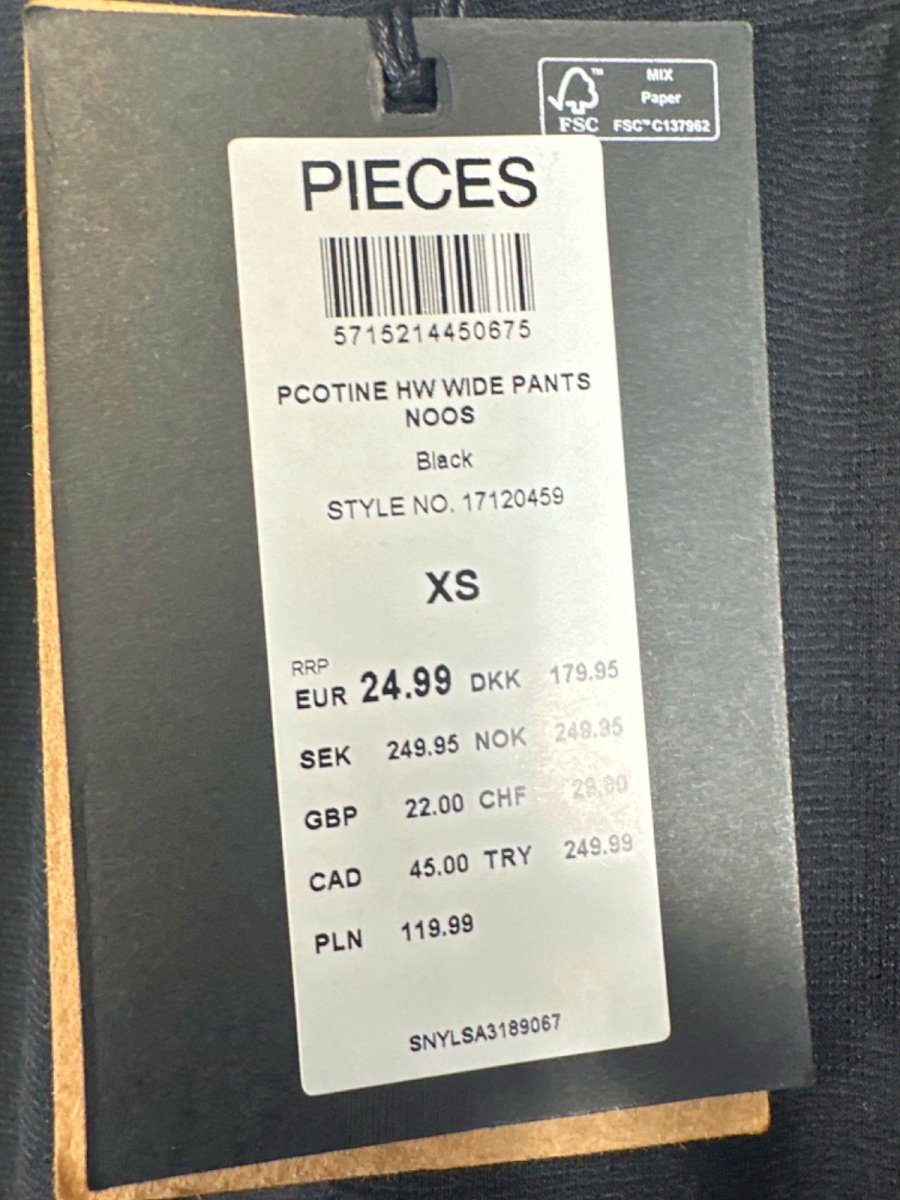 MIX
Paper
FSC™ C137962
FSC
PIECES
5715214450675
PCOTINE HW WIDE PANTS
NOOS
Black
STYLE NO. 17120459
XS
RRP
EUR 24.99 DKK 179.95
SEK 249.95 NOK 249.95
GBP 22.00 CHF 29.90
CAD 45.00 TRY 249.99
PLN 119.99
SNYLSA3189067